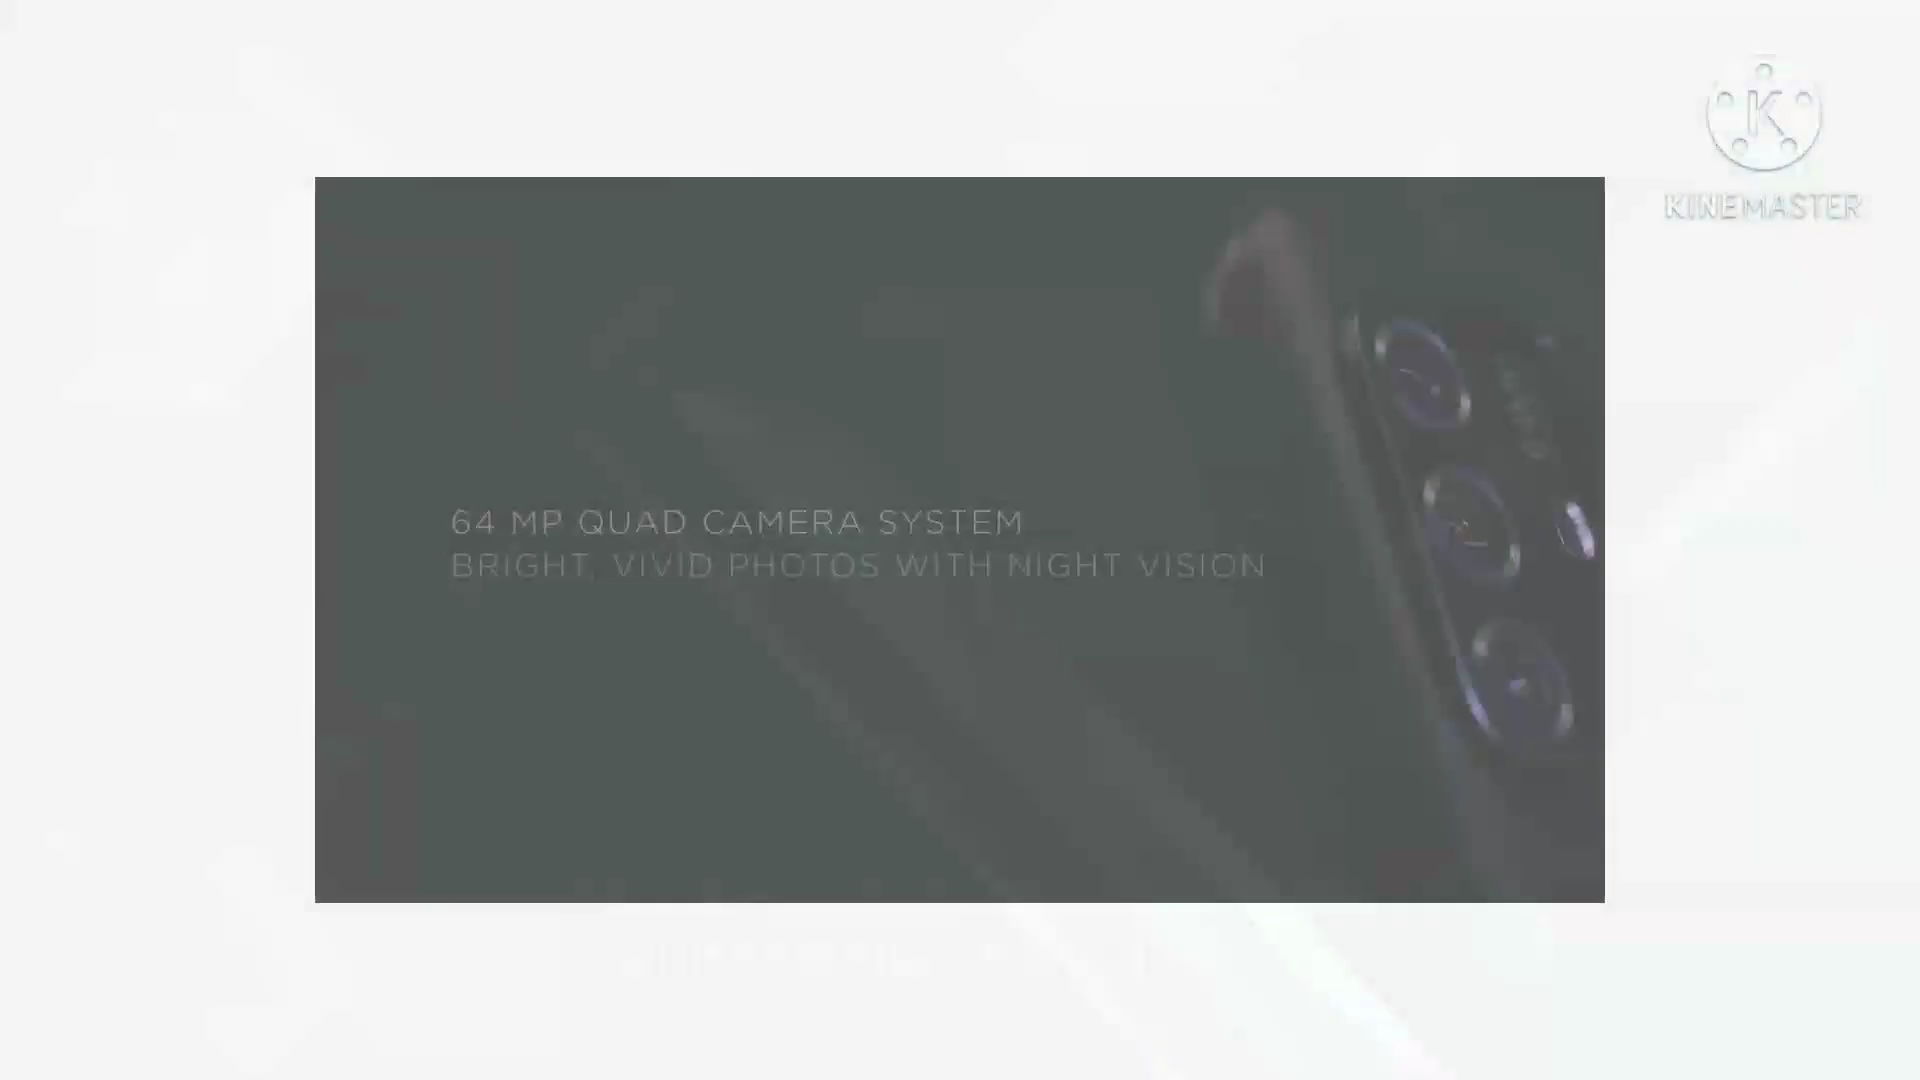 K
KINEMASTER
64 MP QUAD CAMERA SYSTEM
BRIGHT, VIVID PHOTOS WITH NIGHT VISION